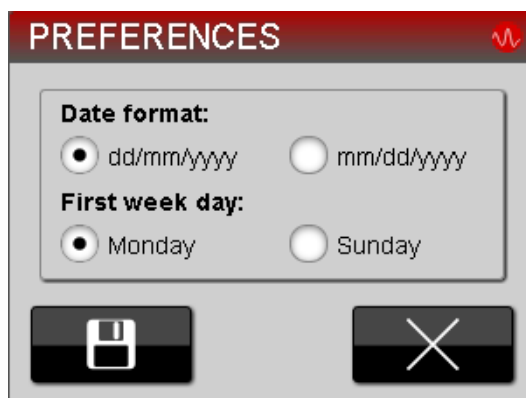 PREFERENCES
Date format:
dd/mm/yyyy mm/dd/yyyy
First week day:
Monday Sunday